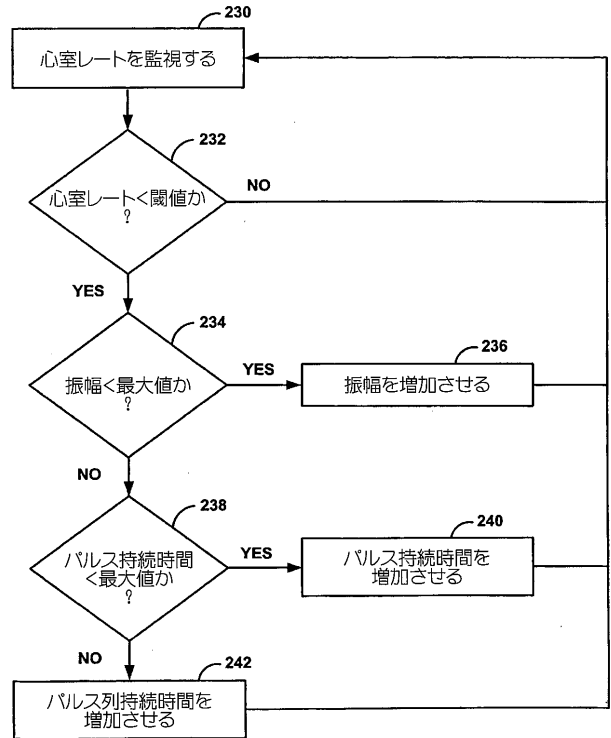 230
心室レートを監視する
232
心室レート<閾値か
?
NO
YES
234
振幅<最大値か
?
YES
236
振幅を増加させる
NO
238
パルス持続時間
<最大値か
?
YES
240
パルス持続時間を
増加させる
NO
242
パルス列持続時間を
増加させる